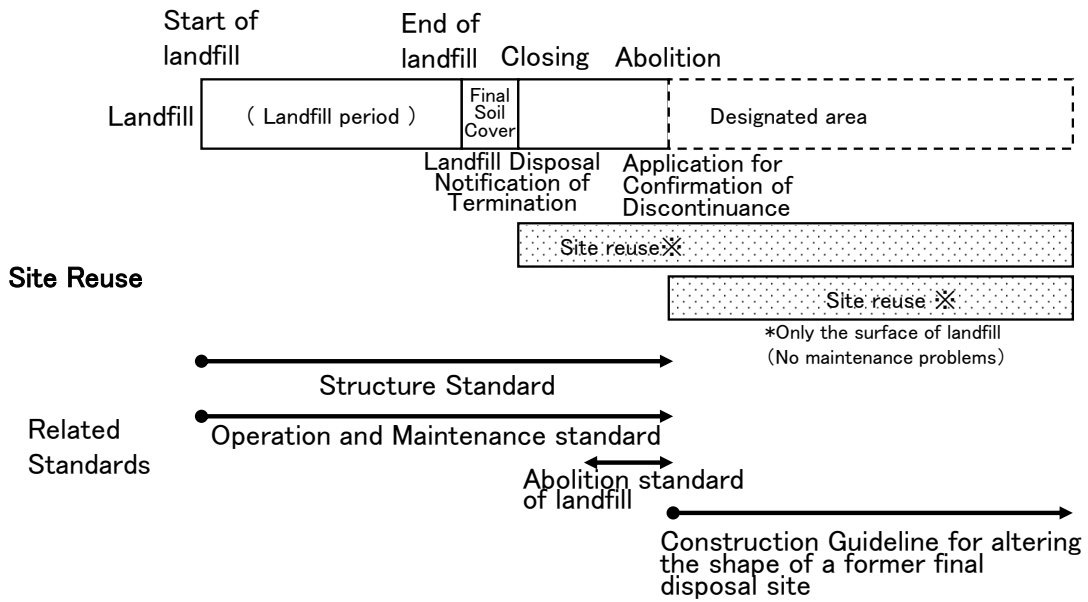 Start of
landfill
End of
landfill
Closing
Abolition
Landfill
( Landfill period )
Final
Soil
Cover
Designated area
Landfill Disposal
Notification of
Termination
Application for
Confirmation of
Discontinuance
Site reuse※
Site Reuse
Site reuse ※
*Only the surface of landfill
(No maintenance problems)
Structure Standard
Related
Standards
Operation and Maintenance standard
Abolition standard
of landfill
Construction Guideline for altering
the shape of a former final
disposal site